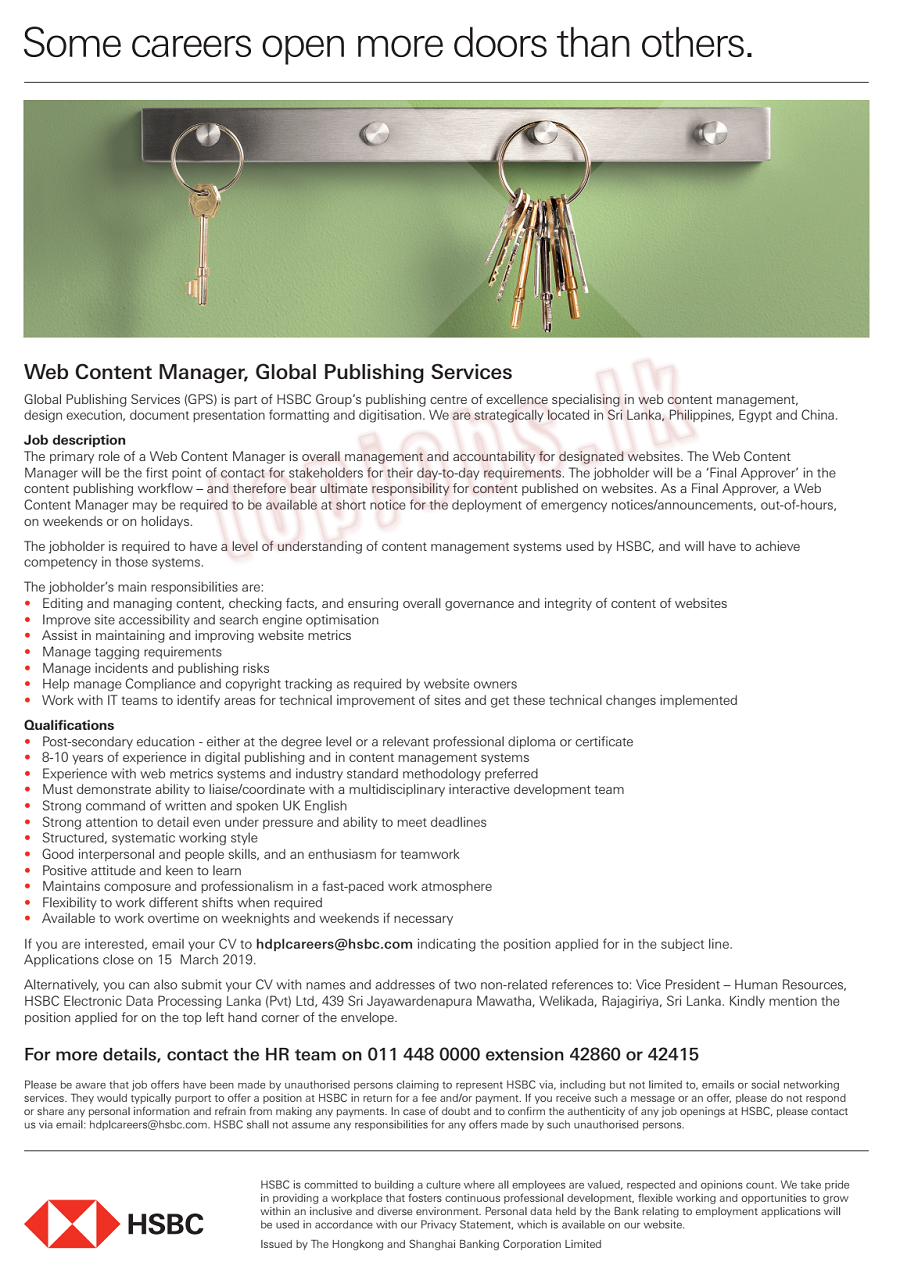 Some careers open more doors than others.
Web Content Manager, Global Publishing Services
Global Publishing Services (GPS) is part of HSBC Group's publishing centre of excellence specialising in web content management,
design execution, document presentation formatting and digitisation. We are strategically located in Sri Lanka, Philippines, Egypt and China.
Job description
The primary role of a Web Content Manager is overall management and accountability for designated websites. The Web Content
Manager will be the first point of contact for stakeholders for their day-to-day requirements. The jobholder will be a 'Final Approver' in the
content publishing workflow – and therefore bear ultimate responsibility for content published on websites. As a Final Approver, a Web
Content Manager may be required to be available at short notice for the deployment of emergency notices/announcements, out-of-hours,
on weekends or on holidays.
The jobholder is required to have a level of understanding of content management systems used by HSBC, and will have to achieve
competency in those systems.
The jobholder's main responsibilities are:
• Editing and managing content, checking facts, and ensuring overall governance and integrity of content of websites
• Improve site accessibility and search engine optimisation
• Assist in maintaining and improving website metrics
• Manage tagging requirements
• Manage incidents and publishing risks
• Help manage Compliance and copyright tracking as required by website owners
• Work with IT teams to identify areas for technical improvement of sites and get these technical changes implemented
Qualifications
• Post-secondary education - either at the degree level or a relevant professional diploma or certificate
• 8-10 years of experience in digital publishing and in content management systems
• Experience with web metrics systems and industry standard methodology preferred
• Must demonstrate ability to liaise/coordinate with a multidisciplinary interactive development team
• Strong command of written and spoken UK English
• Strong attention to detail even under pressure and ability to meet deadlines
• Structured, systematic working style
• Good interpersonal and people skills, and an enthusiasm for teamwork
• Positive attitude and keen to learn
• Maintains composure and professionalism in a fast-paced work atmosphere
• Flexibility to work different shifts when required
• Available to work overtime on weeknights and weekends if necessary
If you are interested, email your CV to hdplcareers@hsbc.com indicating the position applied for in the subject line.
Applications close on 15 March 2019.
Alternatively, you can also submit your CV with names and addresses of two non-related references to: Vice President – Human Resources,
HSBC Electronic Data Processing Lanka (Pvt) Ltd, 439 Sri Jayawardenapura Mawatha, Welikada, Rajagiriya, Sri Lanka. Kindly mention the
position applied for on the top left hand corner of the envelope.
For more details, contact the HR team on 011 448 0000 extension 42860 or 42415
Please be aware that job offers have been made by unauthorised persons claiming to represent HSBC via, including but not limited to, emails or social networking
services. They would typically purport to offer a position at HSBC in return for a fee and/or payment. If you receive such a message or an offer, please do not respond
or share any personal information and refrain from making any payments. In case of doubt and to confirm the authenticity of any job openings at HSBC, please contact
us via email: hdplcareers@hsbc.com. HSBC shall not assume any responsibilities for any offers made by such unauthorised persons.
HSBC is committed to building a culture where all employees are valued, respected and opinions count. We take pride
in providing a workplace that fosters continuous professional development, flexible working and opportunities to grow
within an inclusive and diverse environment. Personal data held by the Bank relating to employment applications will
be used in accordance with our Privacy Statement, which is available on our website.
Issued by The Hongkong and Shanghai Banking Corporation Limited
HSBC
topjobs.lk